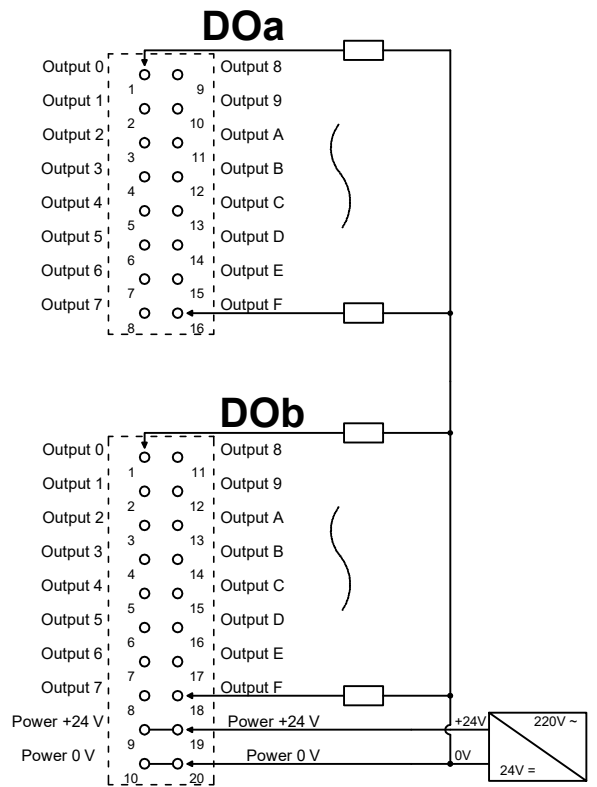 DOa
Output 0 Output 8
1 9
Output 1 Output 9
2 10
Output 2 Output A
3 11
Output 3 Output B
4 12
Output 4 Output C
5 13
Output 5 Output D
6 14
Output 6 Output E
7 15
Output 7 Output F
8 16
DOb
Output 0 Output 8
1 11
Output 1 Output 9
2 12
Output 2 Output A
3 13
Output 3 Output B
4 14
Output 4 Output C
5 15
Output 5 Output D
6 16
Output 6 Output E
7 17
Output 7 Output F
8 18
Power +24 V Power +24 V +24V 220V ~
9 19
Power 0 V Power 0 V 0V
10 20 24V =